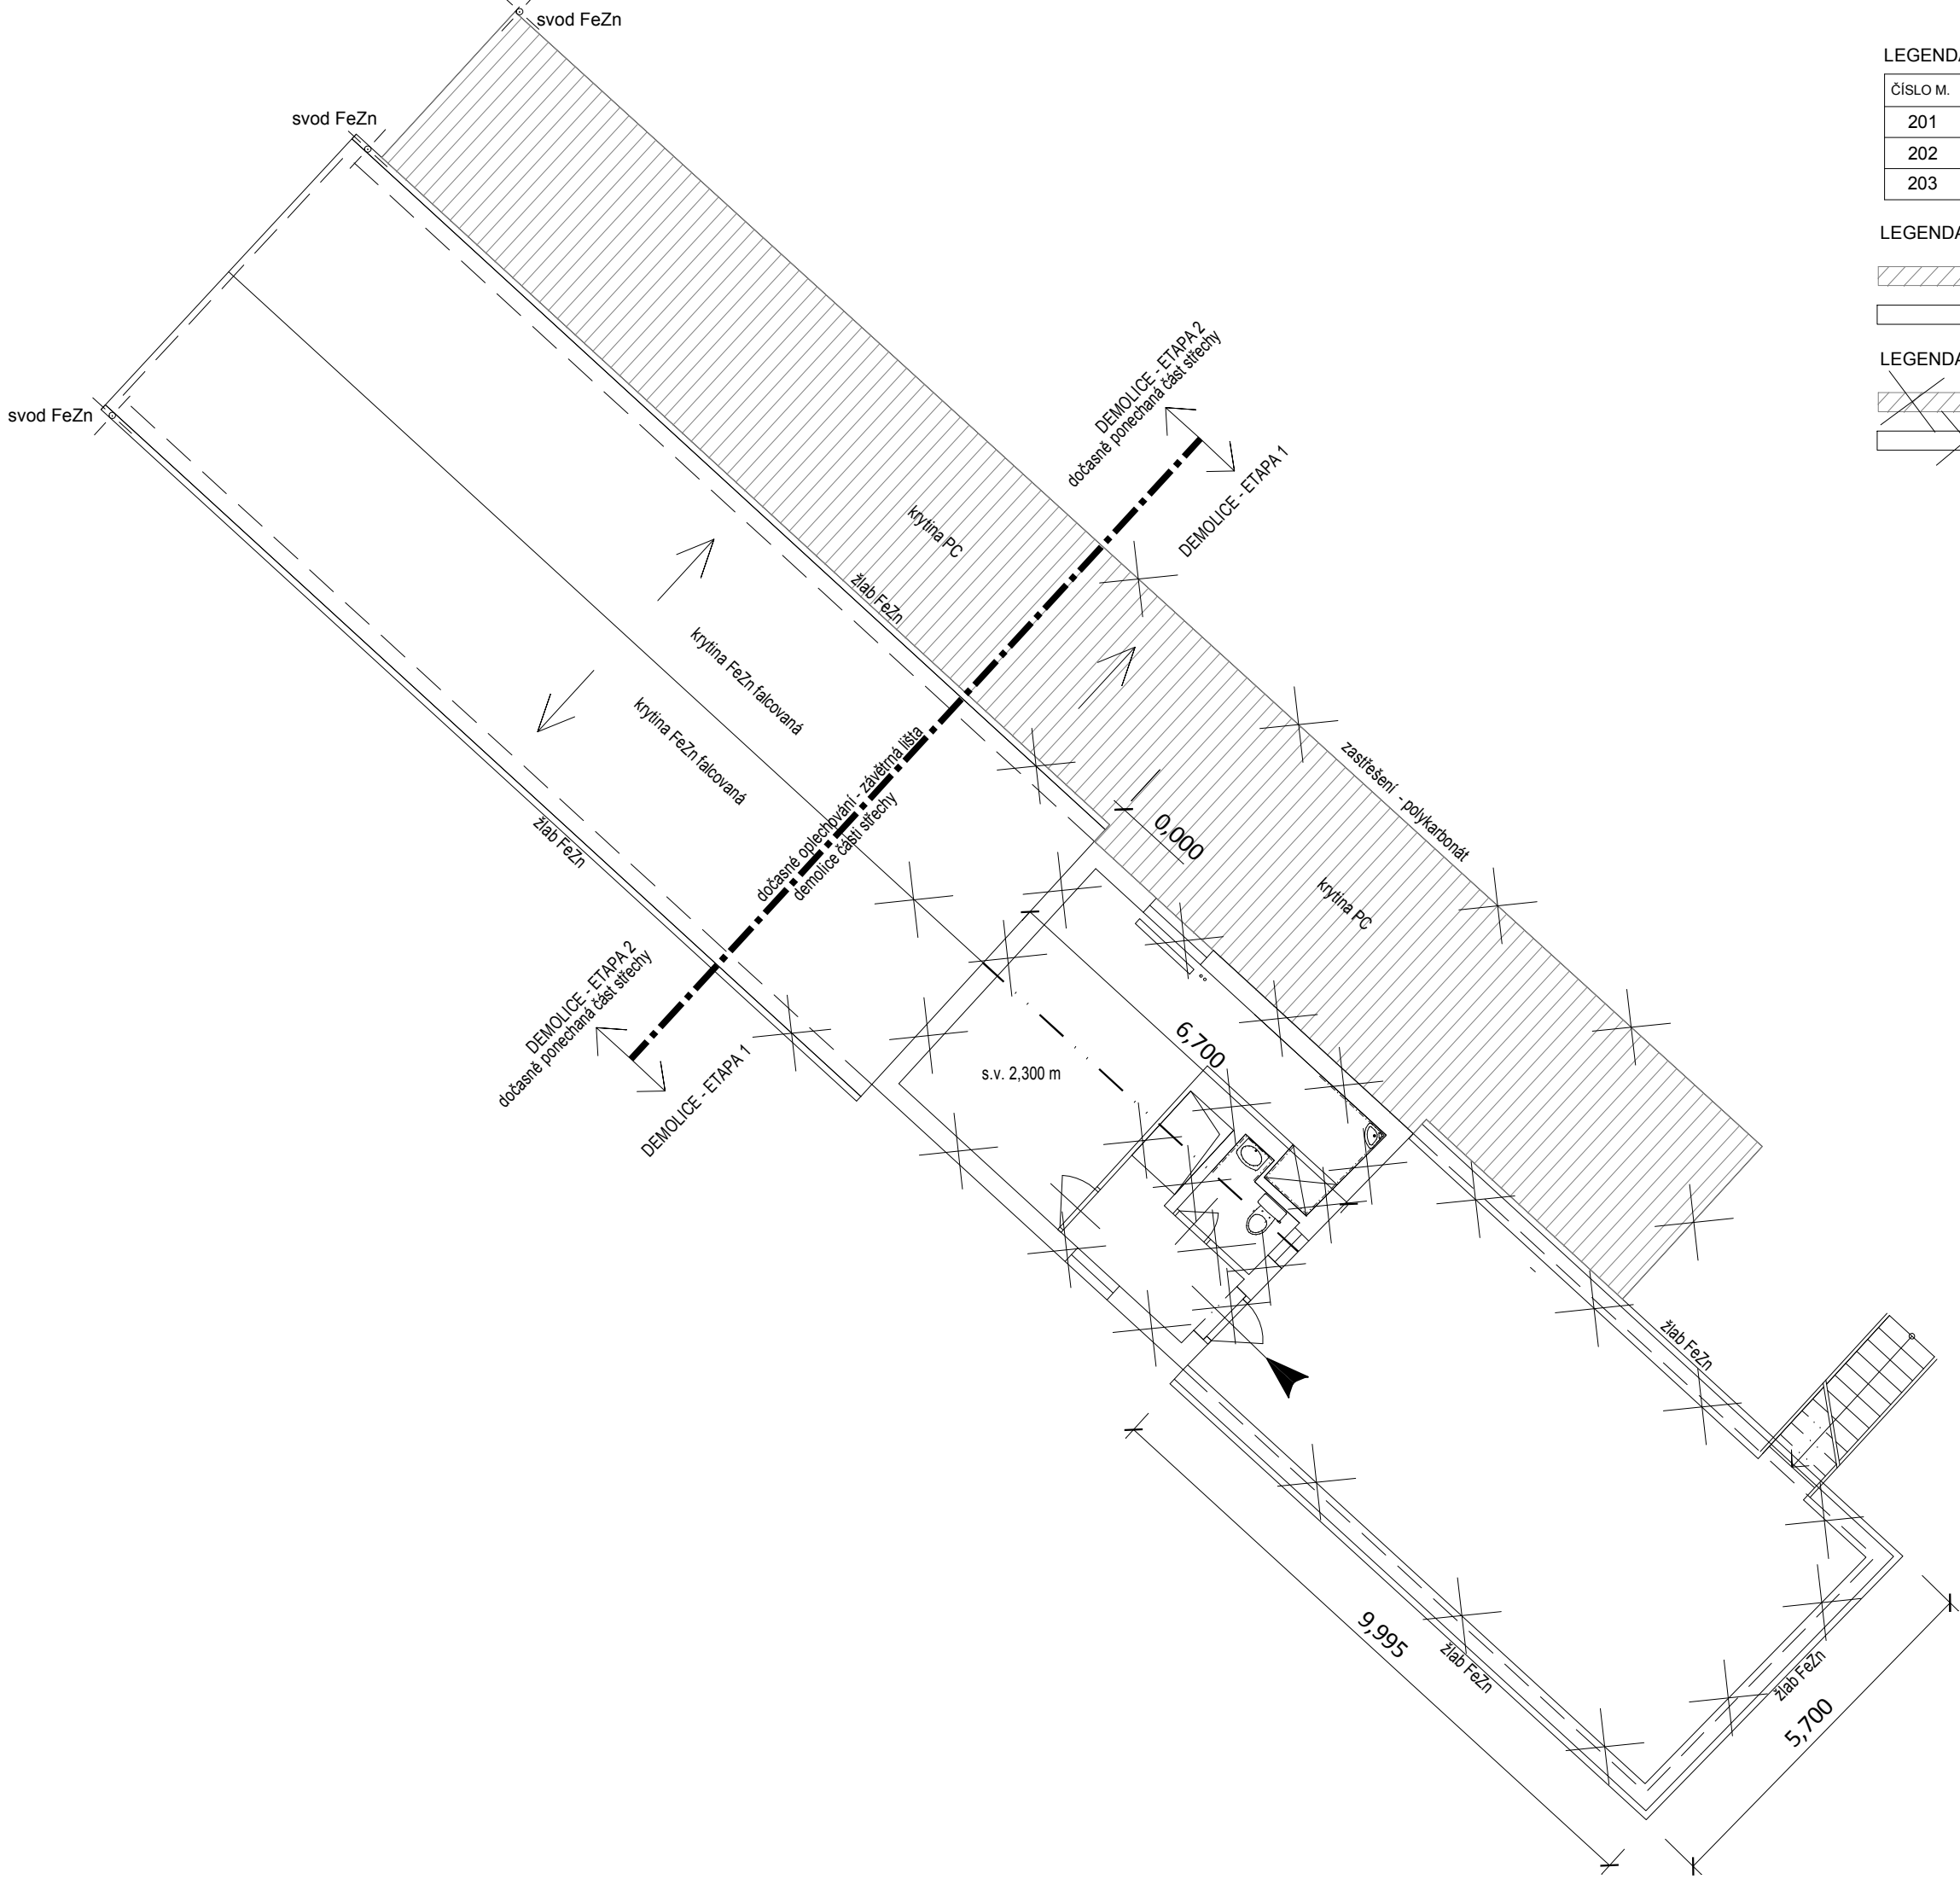 svod FeZn
LEGENDA
ČÍSLO M.
201
202
203
svod FeZn
LEGENDA
LEGENDA
svod FeZn
DEMOLICE - ETAPA 2
dočasně ponechaná část střechy
DEMOLICE - ETAPA 1
krytina PC
žlab FeZn
krytina FeZn falcovaná
krytina FeZn falcovaná
zastřešení - polykarbonát
dočasné oplechování - závětrná lišta
demolice části střechy
0,000
žlab FeZn
krytina PC
DEMOLICE - ETAPA 2
dočasně ponechaná část střechy
DEMOLICE - ETAPA 1
6,700
s.v. 2,300 m
žlab FeZn
9,995
žlab FeZn
žlab FeZn
5,700